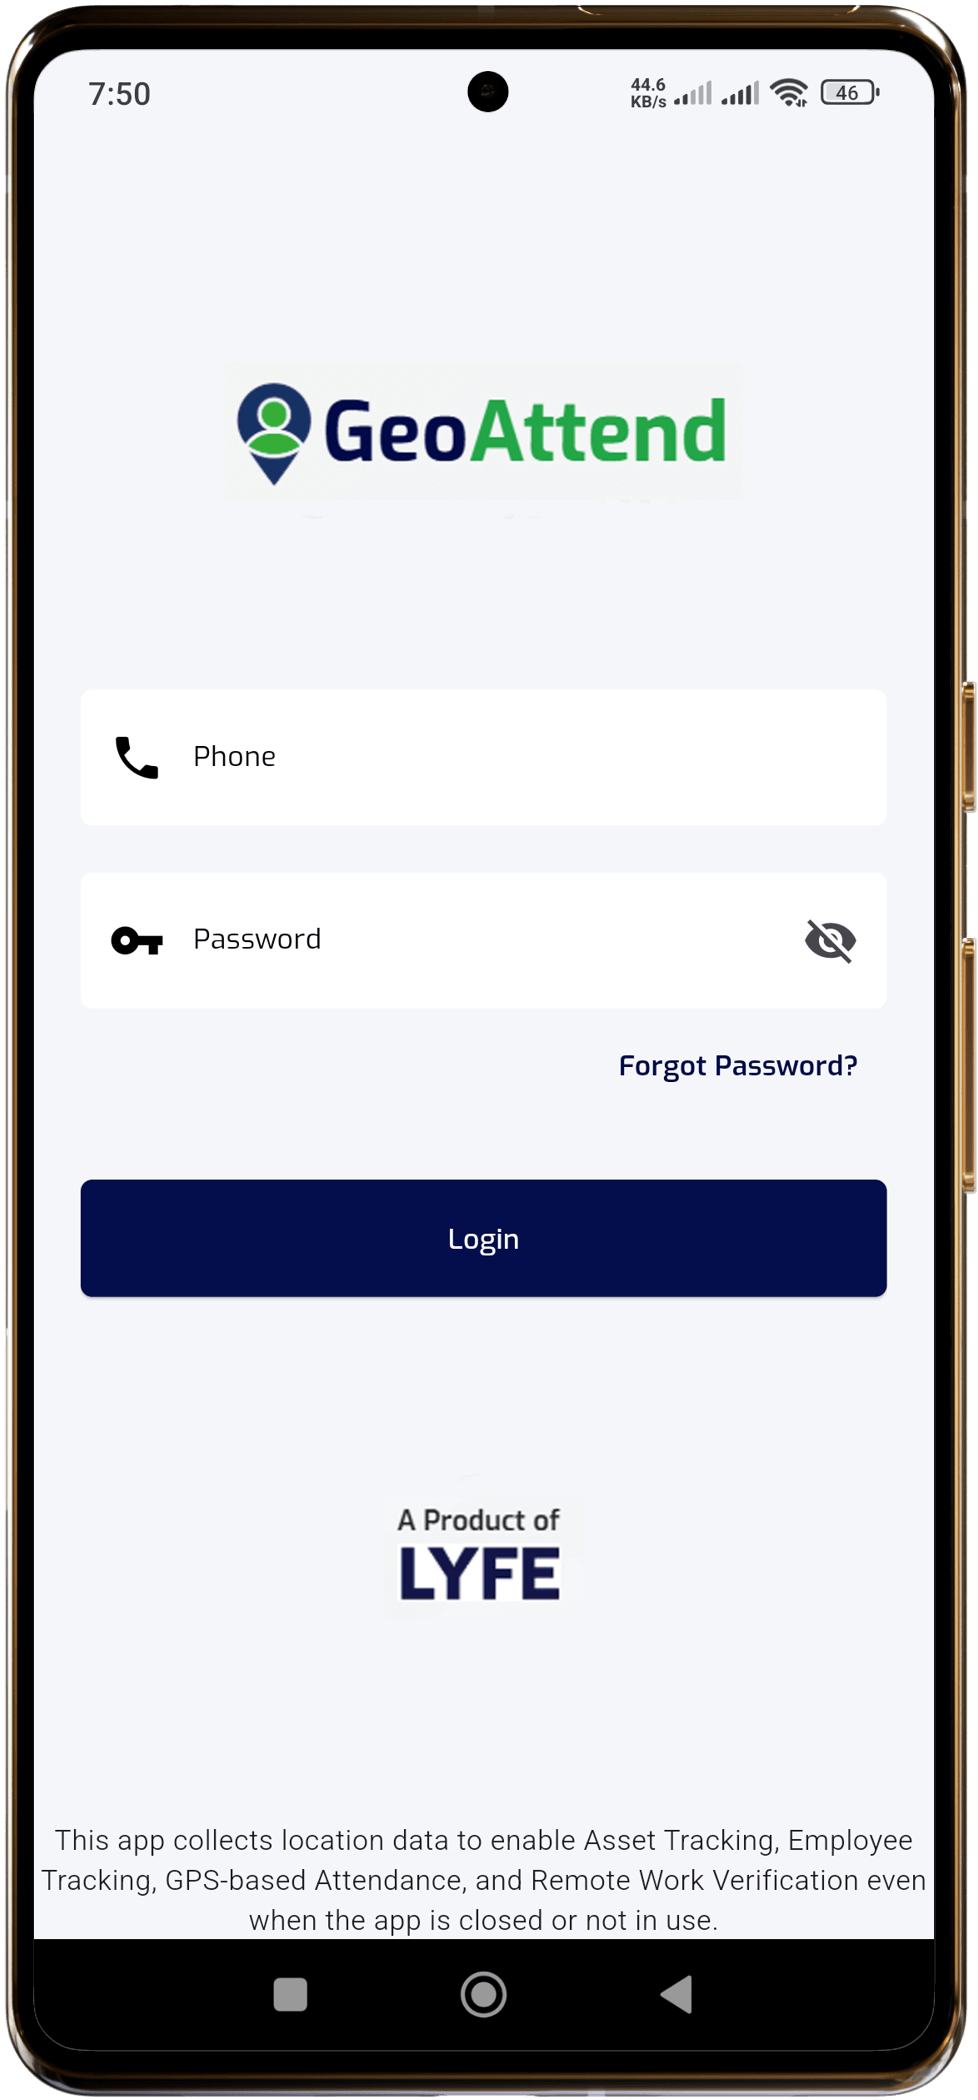 7:50
44.6
KB/s
46
GeoAttend
Phone
Password
Forgot Password?
Login
A Product of
LYFE
This app collects location data to enable Asset Tracking, Employee
Tracking, GPS-based Attendance, and Remote Work Verification even
when the app is closed or not in use.